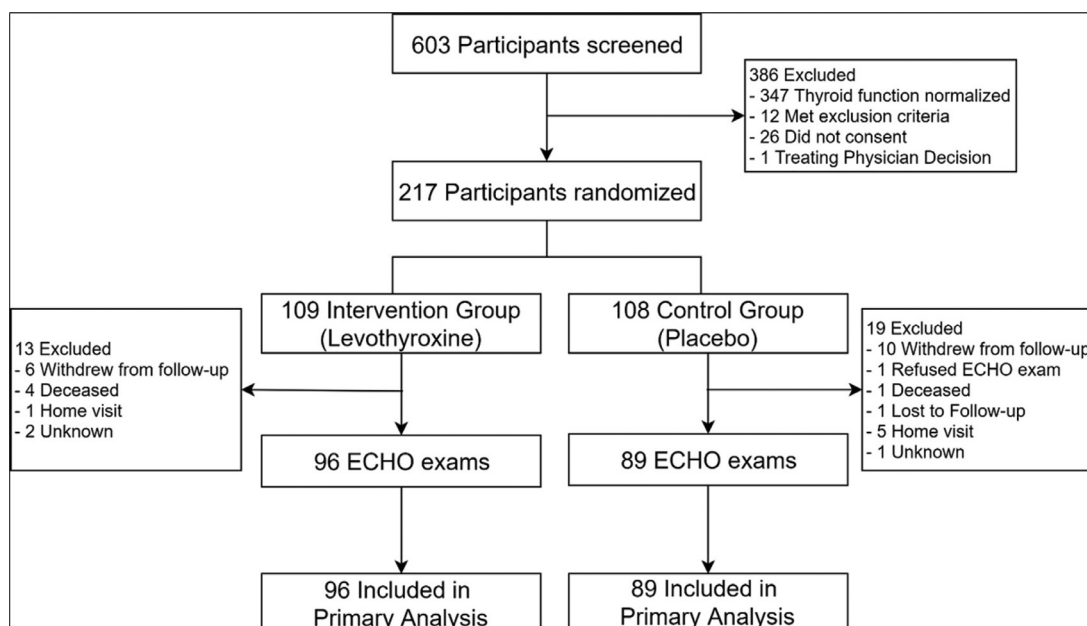 603 Participants screened
386 Excluded
- 347 Thyroid function normalized
- 12 Met exclusion criteria
- 26 Did not consent
- 1 Treating Physician Decision
217 Participants randomized
109 Intervention Group
(Levothyroxine)
108 Control Group
(Placebo)
13 Excluded
- 6 Withdrew from follow-up
- 4 Deceased
- 1 Home visit
- 2 Unknown
19 Excluded
- 10 Withdrew from follow-up
- 1 Refused ECHO exam
- 1 Deceased
- 1 Lost to Follow-up
- 5 Home visit
- 1 Unknown
96 ECHO exams
89 ECHO exams
96 Included in
Primary Analysis
89 Included in
Primary Analysis